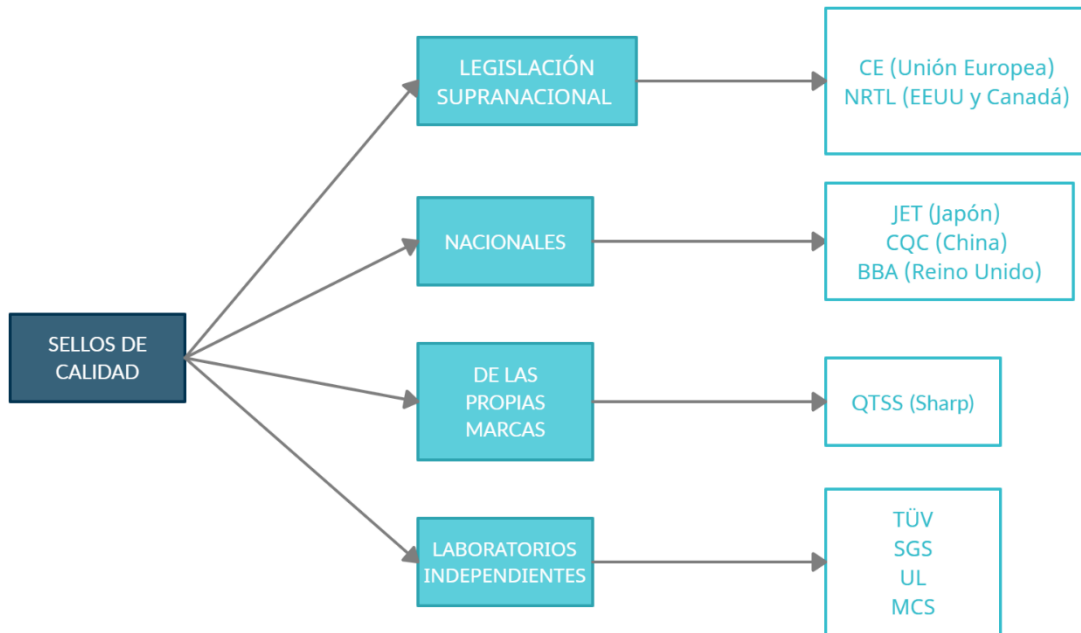 SELLOS DE
CALIDAD
LEGISLACIÓN
SUPRANACIONAL
CE (Unión Europea)
NRTL (EEUU y Canadá)
NACIONALES
JET (Japón)
CQC (China)
BBA (Reino Unido)
DE LAS
PROPIAS
MARCAS
QTSS (Sharp)
LABORATORIOS
INDEPENDIENTES
TÜV
SGS
UL
MCS